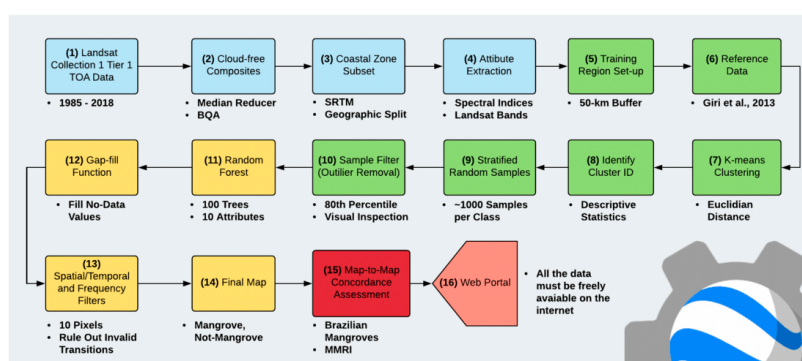 (1) Landsat
Collection 1 Tier 1
TOA Data
• 1985 - 2018
(2) Cloud-free
Composites
• Median Reducer
• BQA
(3) Coastal Zone
Subset
• SRTM
• Geographic Split
(4) Attibute
Extraction
• Spectral Indices
• Landsat Bands
(5) Training
Region Set-up
• 50-km Buffer
(6) Reference
Data
• Giri et al., 2013
(7) K-means
Clustering
• Euclidian
Distance
(8) Identify
Cluster ID
• Descriptive
Statistics
(9) Stratified
Random Samples
• ~1000 Samples
per Class
(10) Sample Filter
(Outilier Removal)
• 80th Percentile
• Visual Inspection
(11) Random
Forest
• 100 Trees
• 10 Attributes
(12) Gap-fill
Function
• Fill No-Data
Values
(13)
Spatial/Temporal
and Frequency
Filters
• 10 Pixels
• Rule Out Invalid
Transitions
(14) Final Map
• Mangrove,
Not-Mangrove
(15) Map-to-Map
Concordance
Assessment
• Brazilian
Mangroves
• MMRI
(16) Web Portal
• All the data
must be freely
avaiable on the
internet